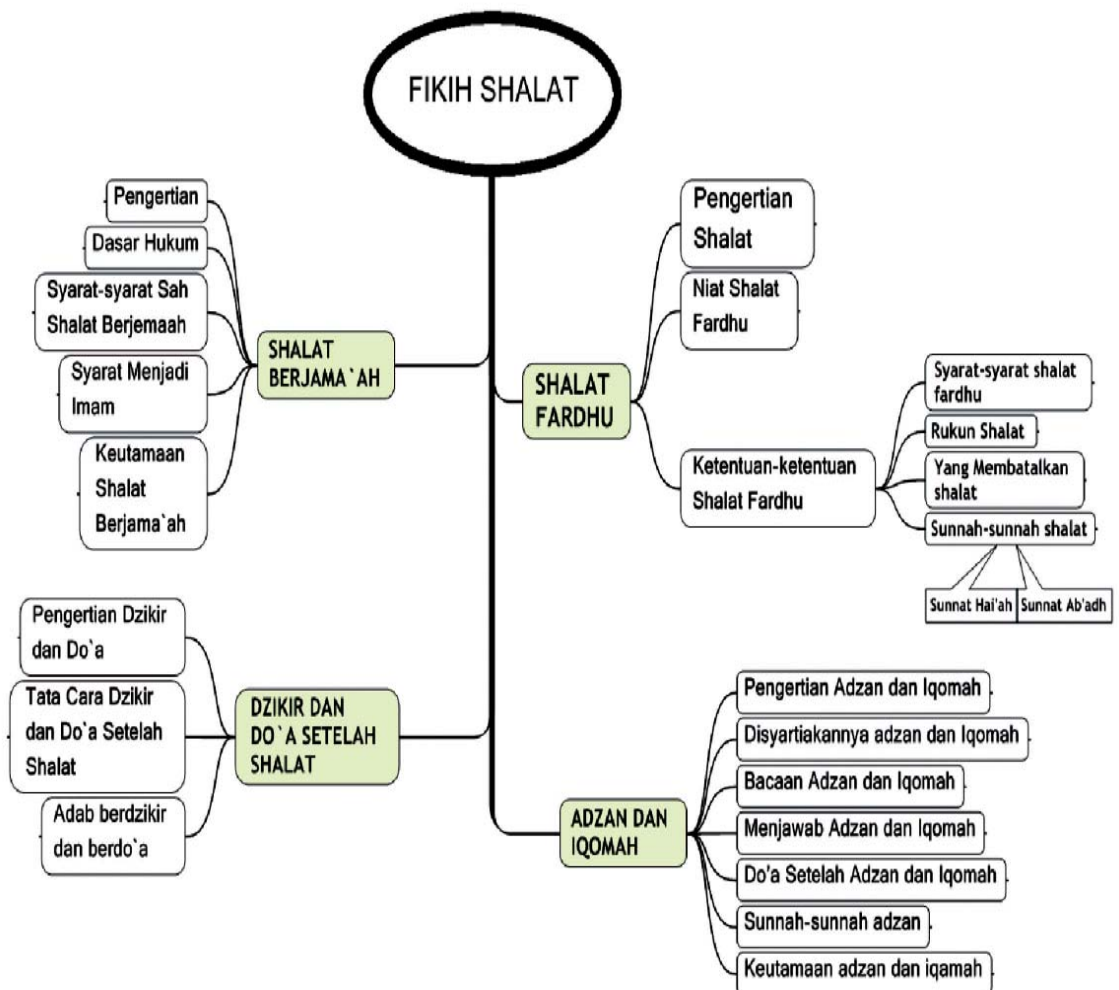 FIKIH SHALAT
Pengertian
Dasar Hukum
Syarat-syarat Sah
Shalat Berjemaah
Syarat Menjadi
Imam
Keutamaan
Shalat
Berjama`ah
SHALAT
BERJAMA`AH
SHALAT
FARDHU
Pengertian
Shalat
Niat Shalat
Fardhu
Ketentuan-ketentuan
Shalat Fardhu
Syarat-syarat shalat
fardhu
Rukun Shalat
Yang Membatalkan
shalat
Sunnah-sunnah shalat
Sunnat Hai'ah
Sunnat Ab'adh
Pengertian Dzikir
dan Do`a
Tata Cara Dzikir
dan Do`a Setelah
Shalat
Adab berdzikir
dan berdo`a
DZIKIR DAN
DO`A SETELAH
SHALAT
ADZAN DAN
IQOMAH
Pengertian Adzan dan Iqomah
Disyartiakannya adzan dan Iqomah
Bacaan Adzan dan Iqomah
Menjawab Adzan dan Iqomah
Do'a Setelah Adzan dan Iqomah
Sunnah-sunnah adzan
Keutamaan adzan dan iqamah